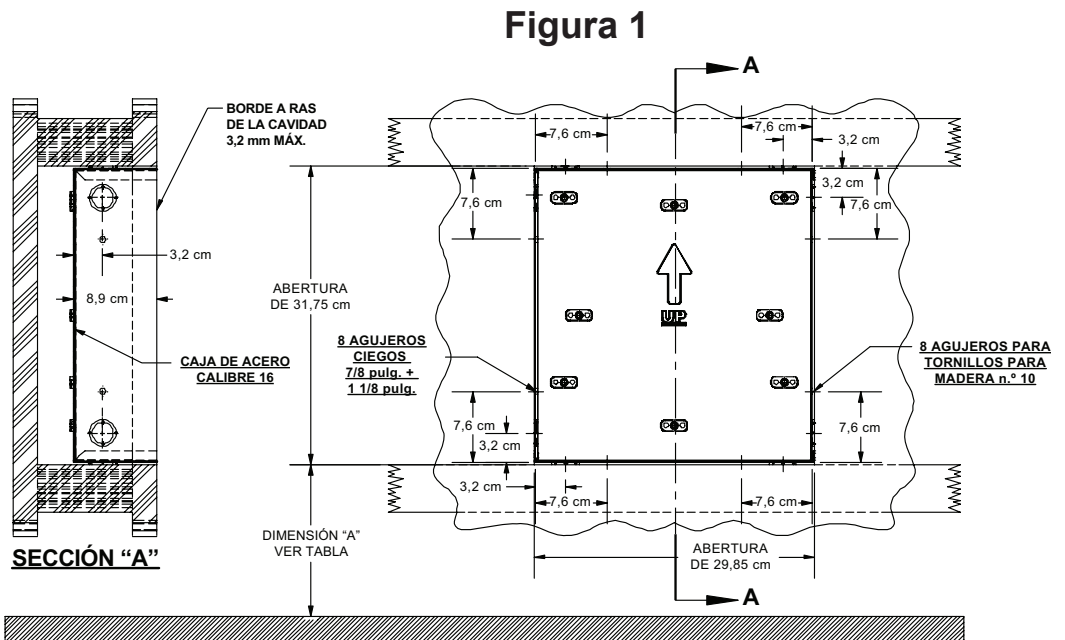 Figura 1
A
BORDE A RAS
DE LA CAVIDAD
3,2 mm MÁX.
7,6 cm
7,6 cm
3,2 cm
3,2 cm
7,6 cm
7,6 cm
3,2 cm
8,9 cm
ABERTURA
DE 31,75 cm
UP
CAJA DE ACERO
CALIBRE 16
8 AGUJEROS
CIEGOS
7/8 pulg. +
1 1/8 pulg.
8 AGUJEROS PARA
TORNILLOS PARA
MADERA n.º 10
7,6 cm
3,2 cm
7,6 cm
3,2 cm
7,6 cm
7,6 cm
DIMENSIÓN “A”
VER TABLA
ABERTURA
DE 29,85 cm
SECCIÓN “A”
A